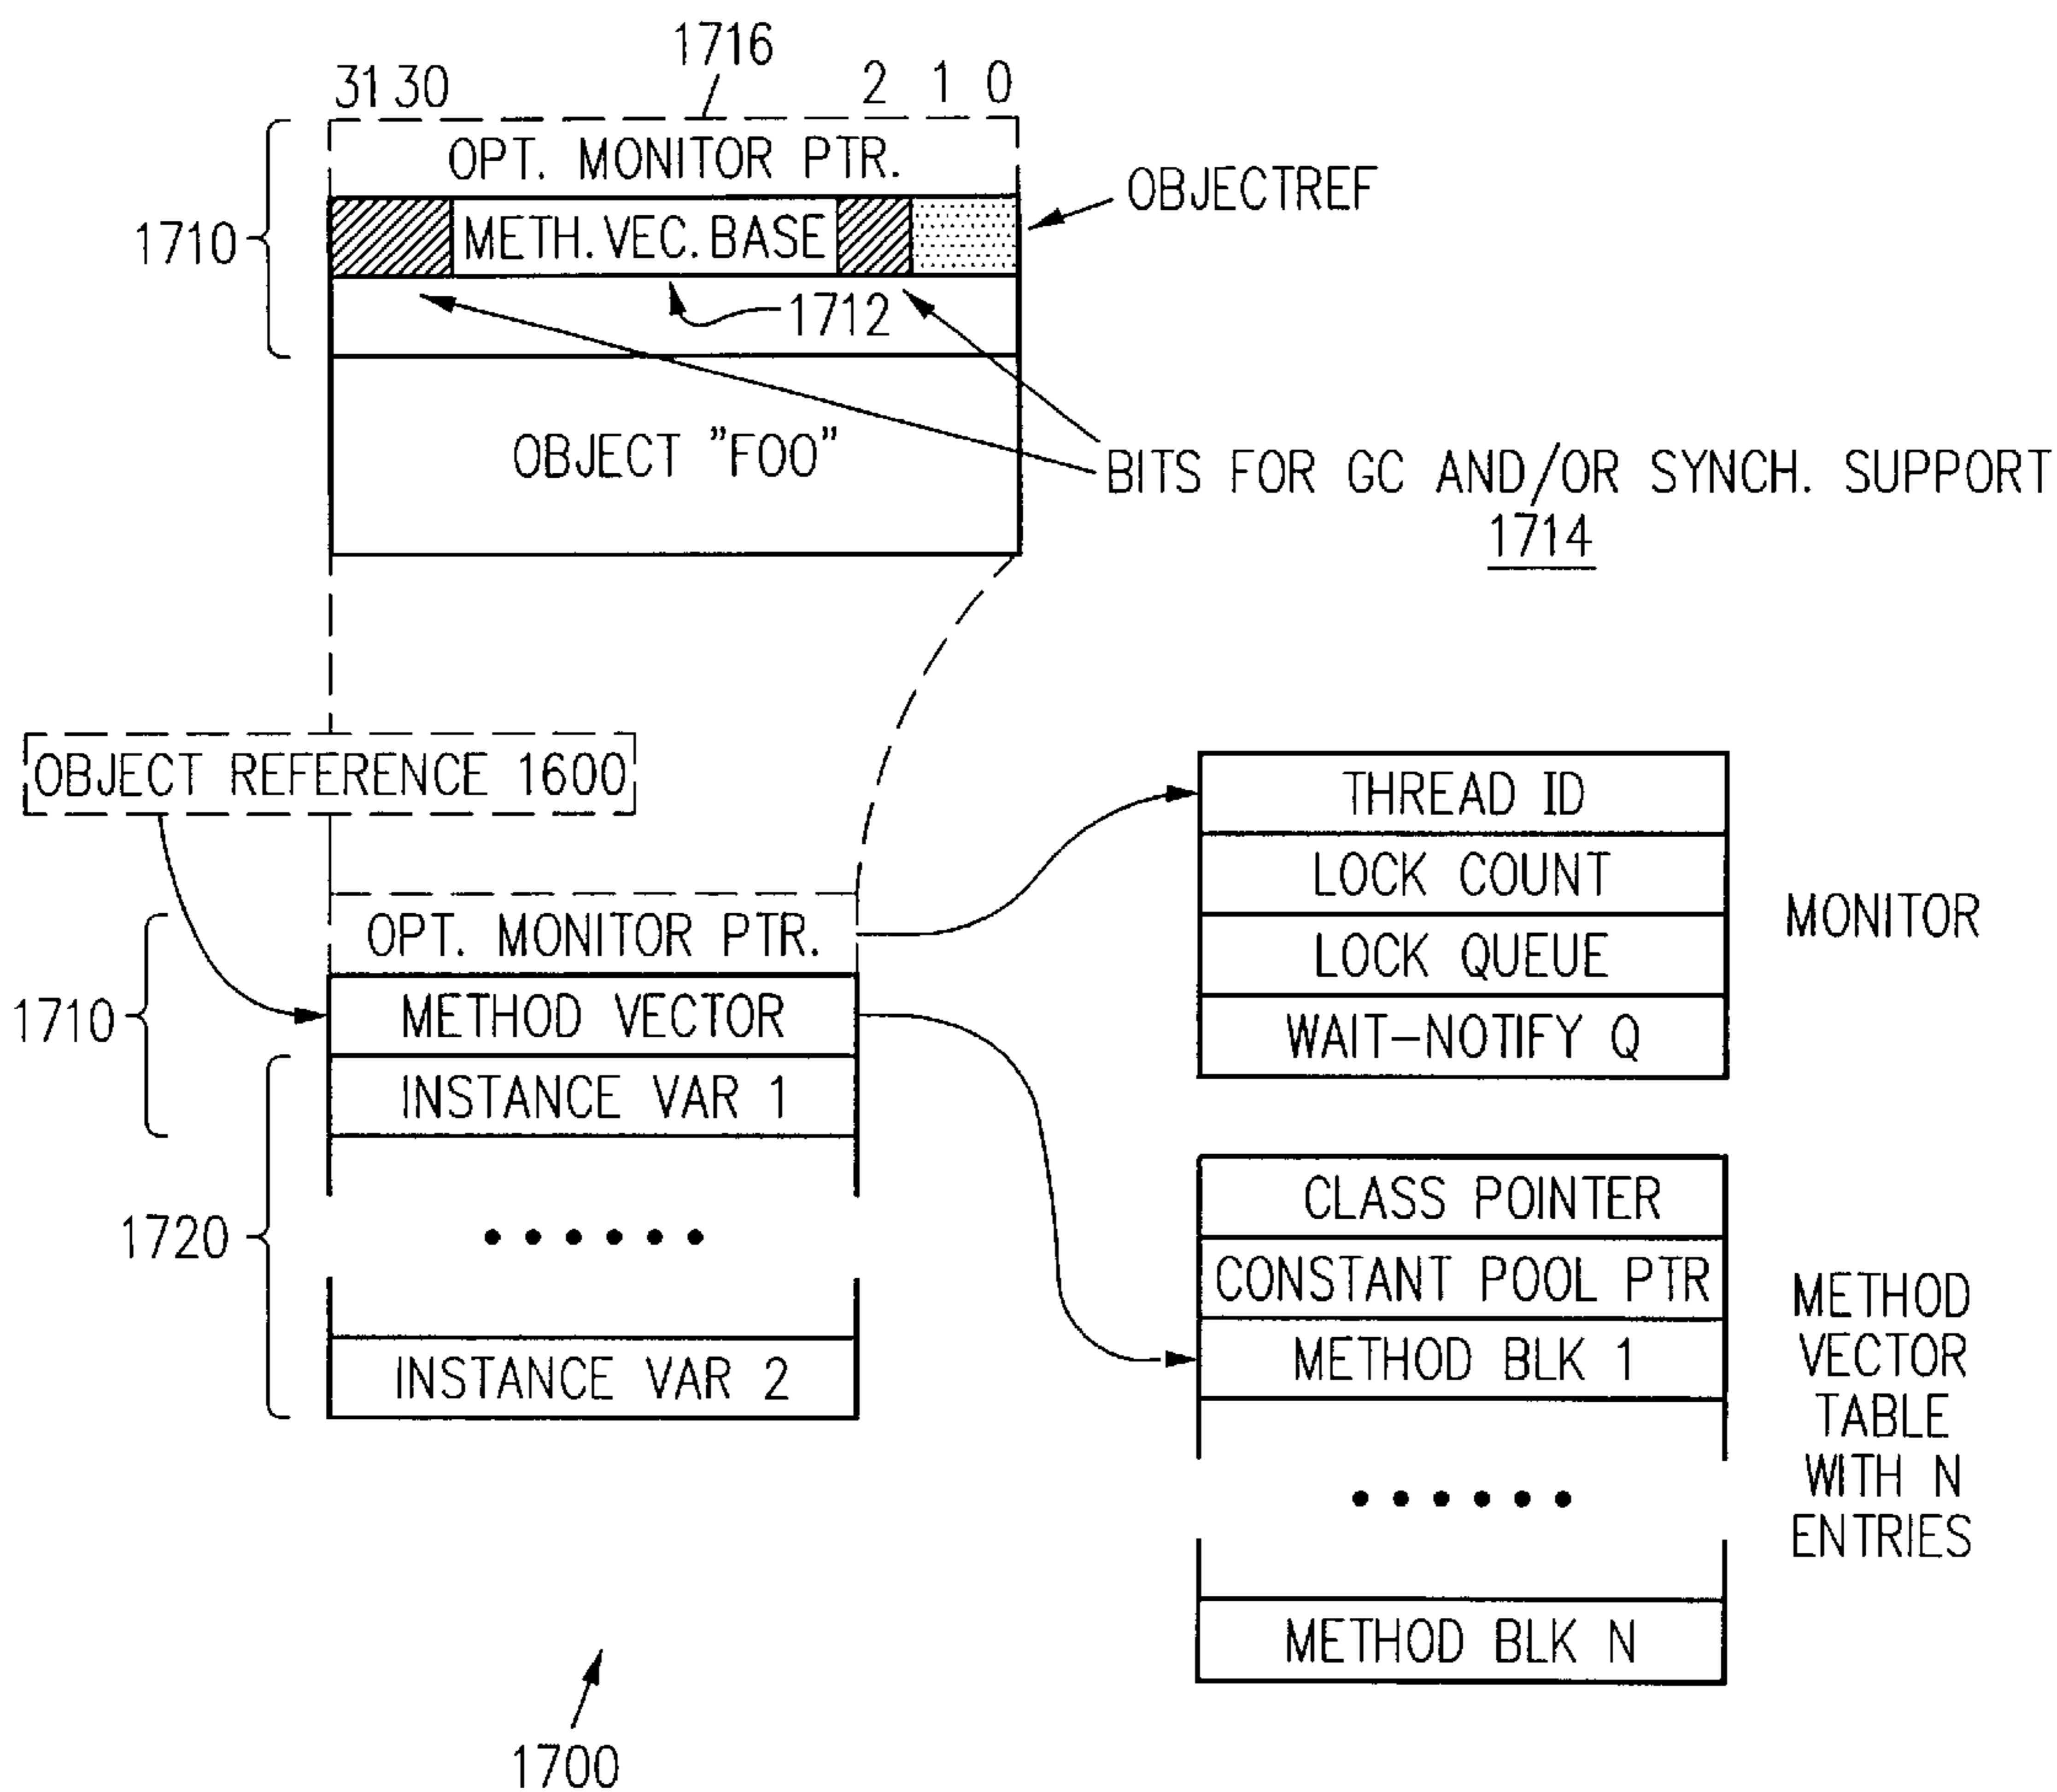 1716
31 30 2 1 0
OPT. MONITOR PTR.
OBJECTREF
1710
METH.VEC.BASE
1712
OBJECT "FOO"
BITS FOR GC AND/OR SYNCH. SUPPORT
1714
OBJECT REFERENCE 1600
THREAD ID
LOCK COUNT
LOCK QUEUE
WAIT-NOTIFY Q
MONITOR
OPT. MONITOR PTR.
1710
METHOD VECTOR
INSTANCE VAR 1
1720
......
INSTANCE VAR 2
CLASS POINTER
CONSTANT POOL PTR
METHOD BLK 1
......
METHOD BLK N
METHOD
VECTOR
TABLE
WITH N
ENTRIES
1700